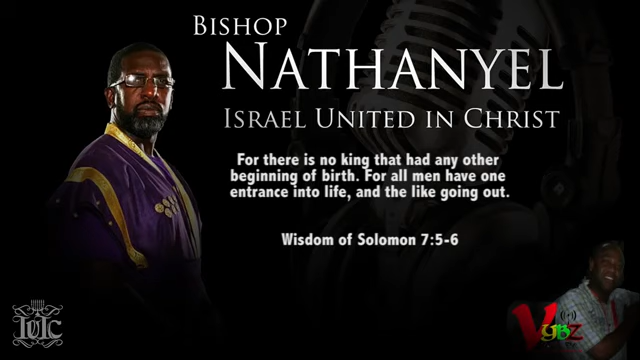 BISHOP
NATHANYEL
ISRAEL UNITED IN CHRIST
For there is no king that had any other
beginning of birth. For all men have one
entrance into life, and the like going out.
Wisdom of Solomon 7:5-6
IUIC
VYBZ